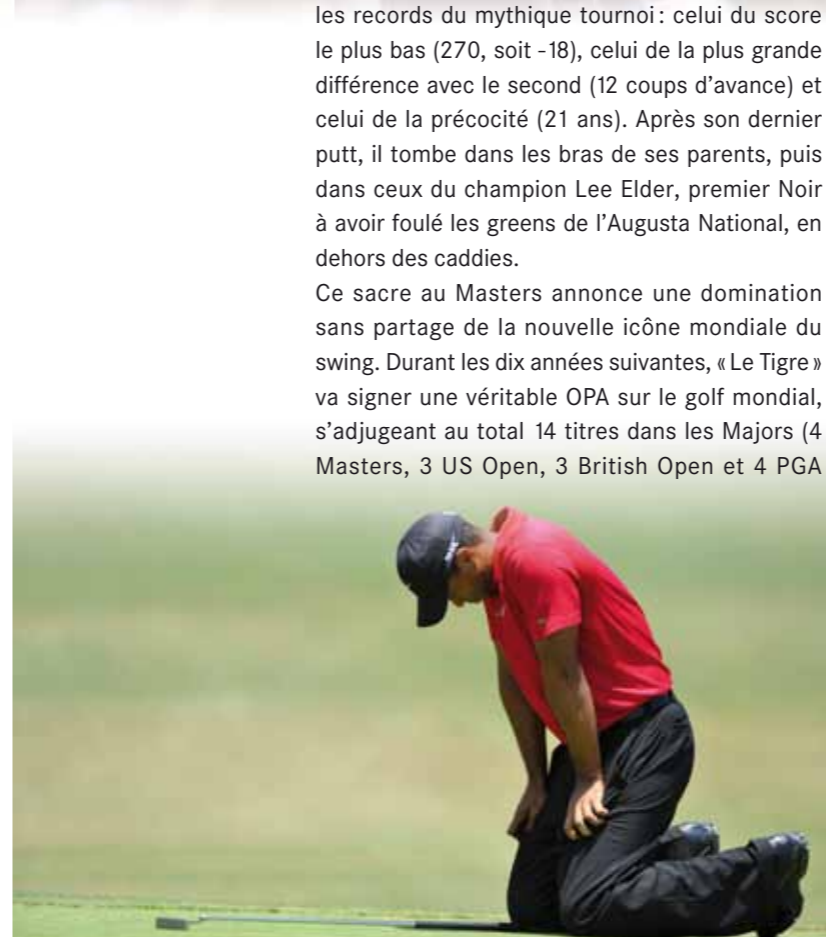 les records du mythique tournoi : celui du score
le plus bas (270, soit -18), celui de la plus grande
différence avec le second (12 coups d’avance) et
celui de la précocité (21 ans). Après son dernier
putt, il tombe dans les bras de ses parents, puis
dans ceux du champion Lee Elder, premier Noir
à avoir foulé les greens de l’Augusta National, en
dehors des caddies.
Ce sacre au Masters annonce une domination
sans partage de la nouvelle icône mondiale du
swing. Durant les dix années suivantes, « Le Tigre »
va signer une véritable OPA sur le golf mondial,
s’adjugeant au total 14 titres dans les Majors (4
Masters, 3 US Open, 3 British Open et 4 PGA